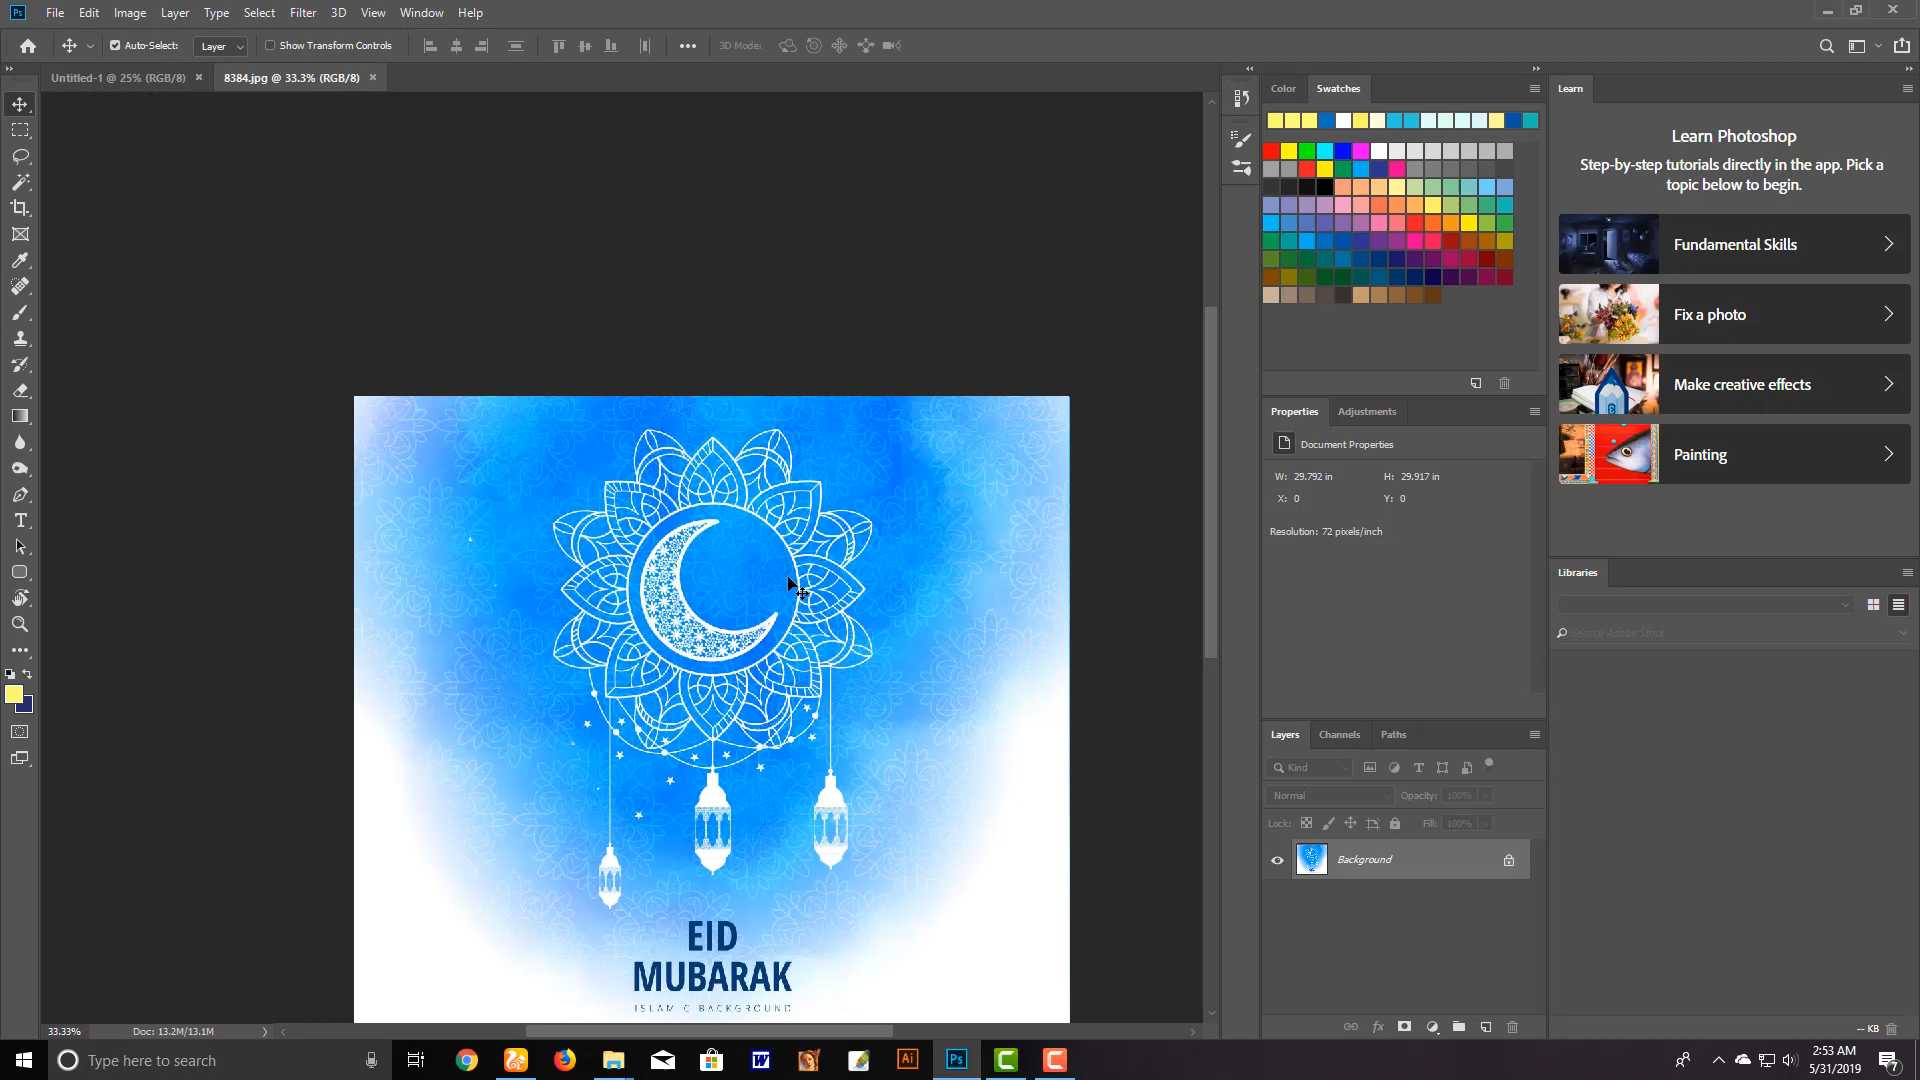 Ps File Edit Image Layer Type Select Filter 3D View Window Help
Auto-Select: Layer Show Transform Controls 3D Mode:
Untitled-1 @ 25% (RGB/8) × 8384.jpg @ 33.3% (RGB/8) ×
Color Swatches
Learn
Learn Photoshop
Step-by-step tutorials directly in the app. Pick a
topic below to begin.
Fundamental Skills
Fix a photo
Make creative effects
Painting
Properties Adjustments
Document Properties
W: 29.792 in H: 29.917 in
X: 0 Y: 0
Resolution: 72 pixels/inch
Libraries
Search Adobe Stock
Layers Channels Paths
Kind
Normal Opacity: 100%
Lock: Fill: 100%
Background
EID
MUBARAK
ISLAMIC BACKGROUND
33.33% Doc: 13.2M/13.1M
-- KB
Type here to search
W Ai Ps
2:53 AM
5/31/2019
7